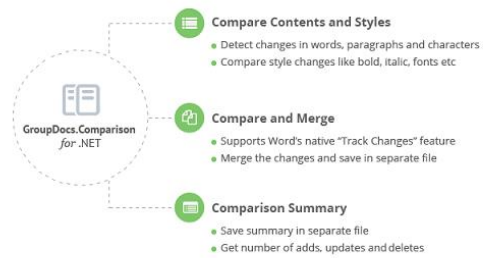 Compare Contents and Styles
Detect changes in words, paragraphs and characters
Compare style changes like bold, italic, fonts etc
GroupDocs.Comparison
for .NET
Compare and Merge
Supports Word's native “Track Changes” feature
Merge the changes and save in separate file
Comparison Summary
Save summary in separate file
Get number of adds, updates and deletes